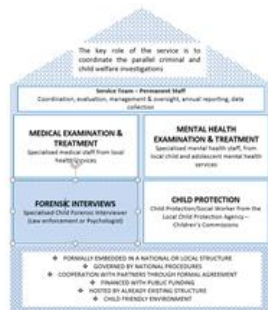 The key role of the service is to
coordinate the parallel criminal and
child welfare investigations
Service Team – Permanent Staff
Coordination, evaluation, management & oversight, annual reporting, data
collection
MEDICAL EXAMINATION &
TREATMENT
Specialised medical staff from local
health services
MENTAL HEALTH
EXAMINATION & TREATMENT
Specialised mental health staff, from
local child and adolescent mental health
services
FORENSIC INTERVIEWS
Specialised Child Forensic Interviewer
(Law enforcement or Psychologist)
CHILD PROTECTION
Child Protection/Social Worker from the
Local Child Protection Agency –
Children's Commissions
❖ FORMALLY EMBEDDED IN A NATIONAL OR LOCAL STRUCTURE
❖ GOVERNED BY NATIONAL PROCEDURES
❖ COOPERATION WITH PARTNERS THROUGH FORMAL AGREEMENT
❖ FINANCED WITH PUBLIC FUNDING
❖ HOSTED BY ALREADY EXISTING STRUCTURE
❖ CHILD-FRIENDLY ENVIRONMENT